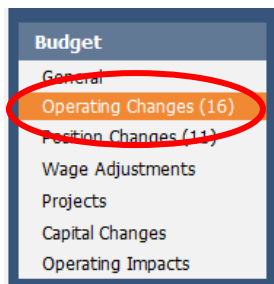 Budget
General
Operating Changes (16)
Position Changes (11)
Wage Adjustments
Projects
Capital Changes
Operating Impacts